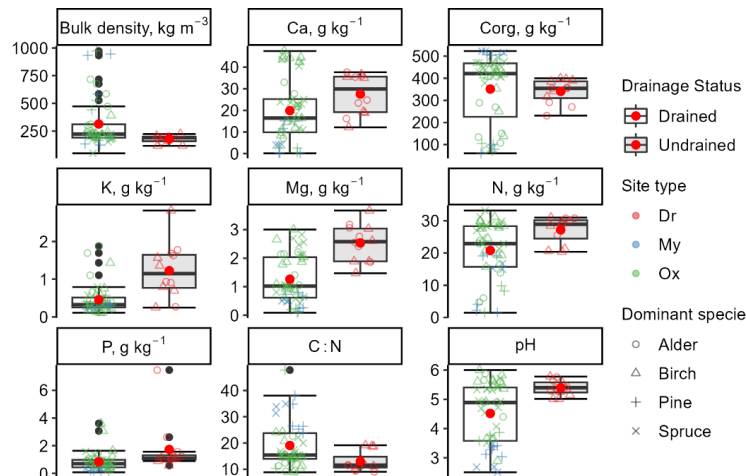 Bulk density, kg m⁻³ Ca, g kg⁻¹ Corg, g kg⁻¹
1000
750
500
250
40
30
20
10
0
500
400
300
200
100
K, g kg⁻¹ Mg, g kg⁻¹ N, g kg⁻¹
2
1
0
3
2
1
0
30
20
10
0
P, g kg⁻¹ C:N pH
6
4
2
0
40
30
20
10
6
5
4
3
Drainage Status
Drained
Undrained
Site type
Dr
My
Ox
Dominant specie
Alder
Birch
Pine
Spruce